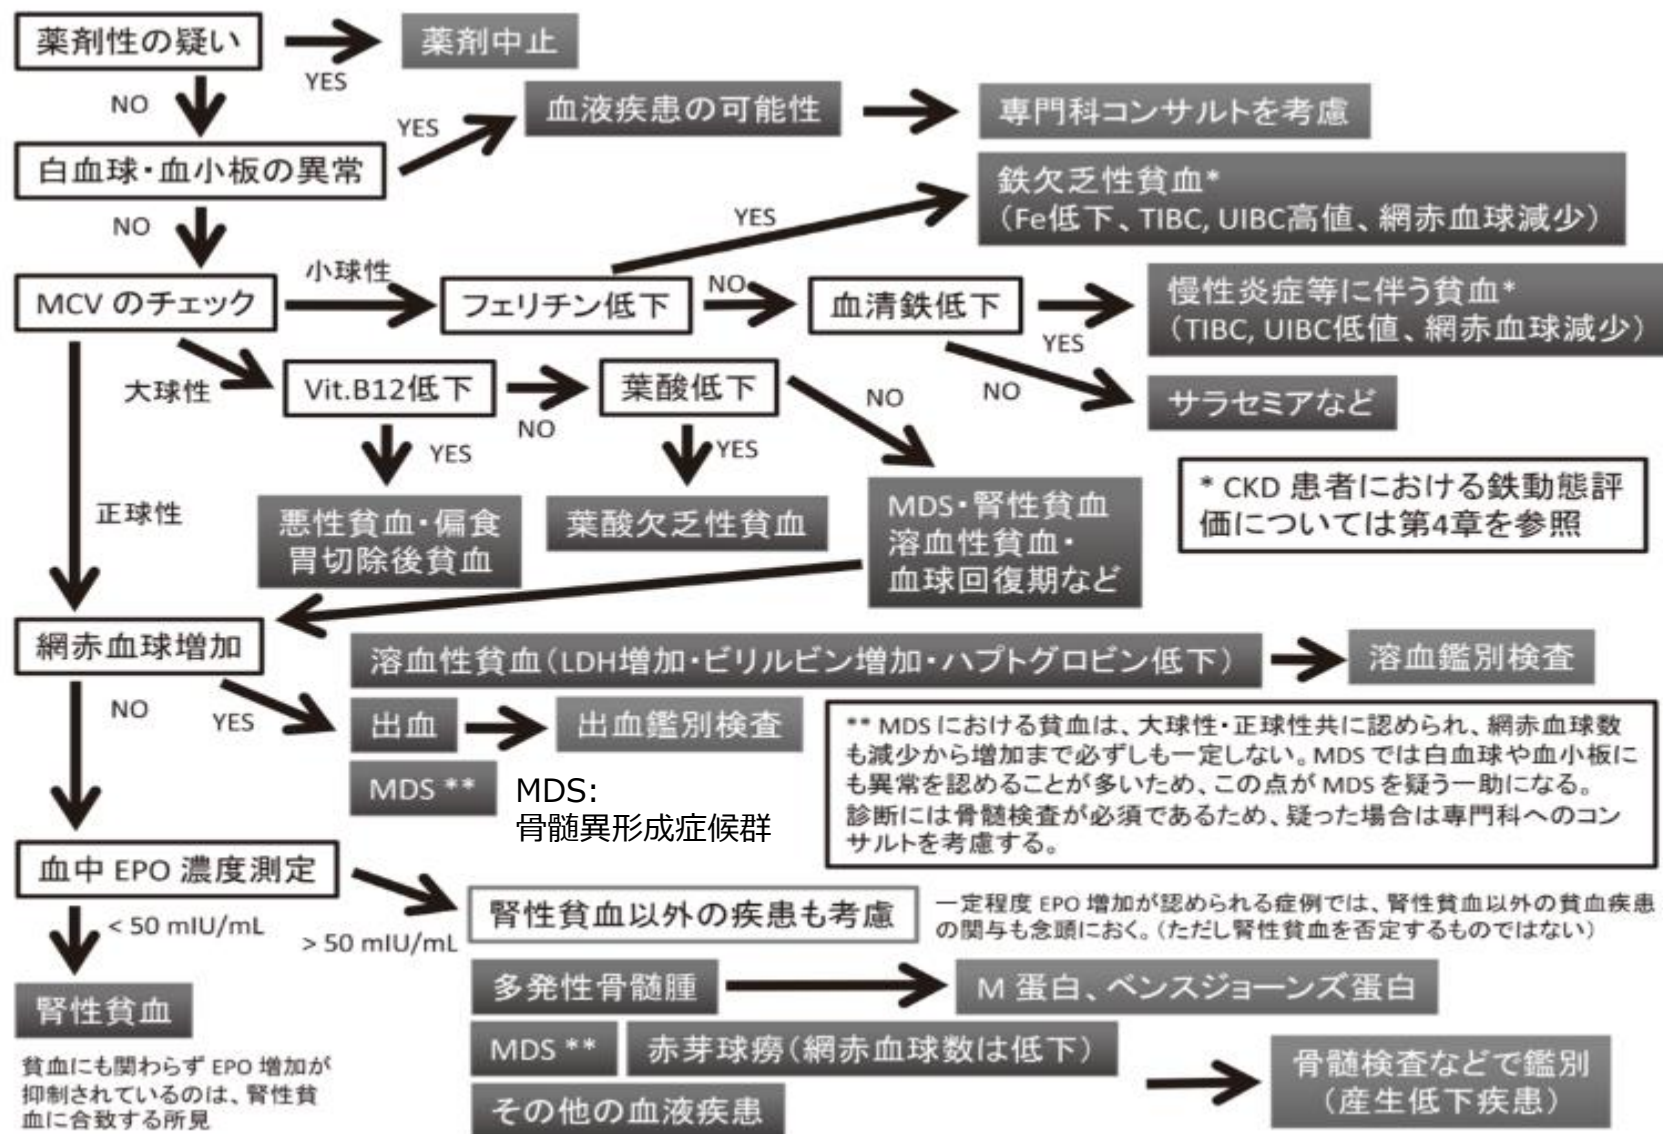 薬剤性の疑い
YES
薬剤中止
NO
白血球・血小板の異常
YES
血液疾患の可能性
専門科コンサルトを考慮
NO
MCV のチェック
小球性
フェリチン低下
YES
鉄欠乏性貧血*
（Fe低下、TIBC, UIBC高値、網赤血球減少）
NO
血清鉄低下
YES
慢性炎症等に伴う貧血*
（TIBC, UIBC低値、網赤血球減少）
NO
サラセミアなど
大球性
Vit.B12低下
YES
悪性貧血・偏食
胃切除後貧血
NO
葉酸低下
YES
葉酸欠乏性貧血
NO
MDS・腎性貧血
溶血性貧血・
血球回復期など
* CKD 患者における鉄動態評
価については第4章を参照
正球性
網赤血球増加
YES
溶血性貧血（LDH増加・ビリルビン増加・ハプトグロビン低下）
溶血鑑別検査
出血
出血鑑別検査
MDS **
MDS:
骨髄異形成症候群
** MDS における貧血は、大球性・正球性共に認められ、網赤血球数
も減少から増加まで必ずしも一定しない。MDS では白血球や血小板に
も異常を認めることが多いため、この点が MDS を疑う一助になる。
診断には骨髄検査が必須であるため、疑った場合は専門科へのコン
サルトを考慮する。
NO
血中 EPO 濃度測定
< 50 mIU/mL
腎性貧血
貧血にも関わらず EPO 増加が
抑制されているのは、腎性貧
血に合致する所見
> 50 mIU/mL
腎性貧血以外の疾患も考慮
一定程度 EPO 増加が認められる症例では、腎性貧血以外の貧血疾患
の関与も念頭におく。（ただし腎性貧血を否定するものではない）
多発性骨髄腫
M 蛋白、ベンスジョーンズ蛋白
MDS **
赤芽球癆（網赤血球数は低下）
その他の血液疾患
骨髄検査などで鑑別
（産生低下疾患）